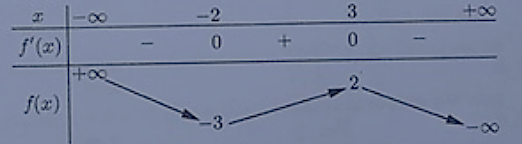 x −∞ −2 3 +∞
f′(x) − 0 + 0 −
+∞ 2
f(x)
−3 −∞